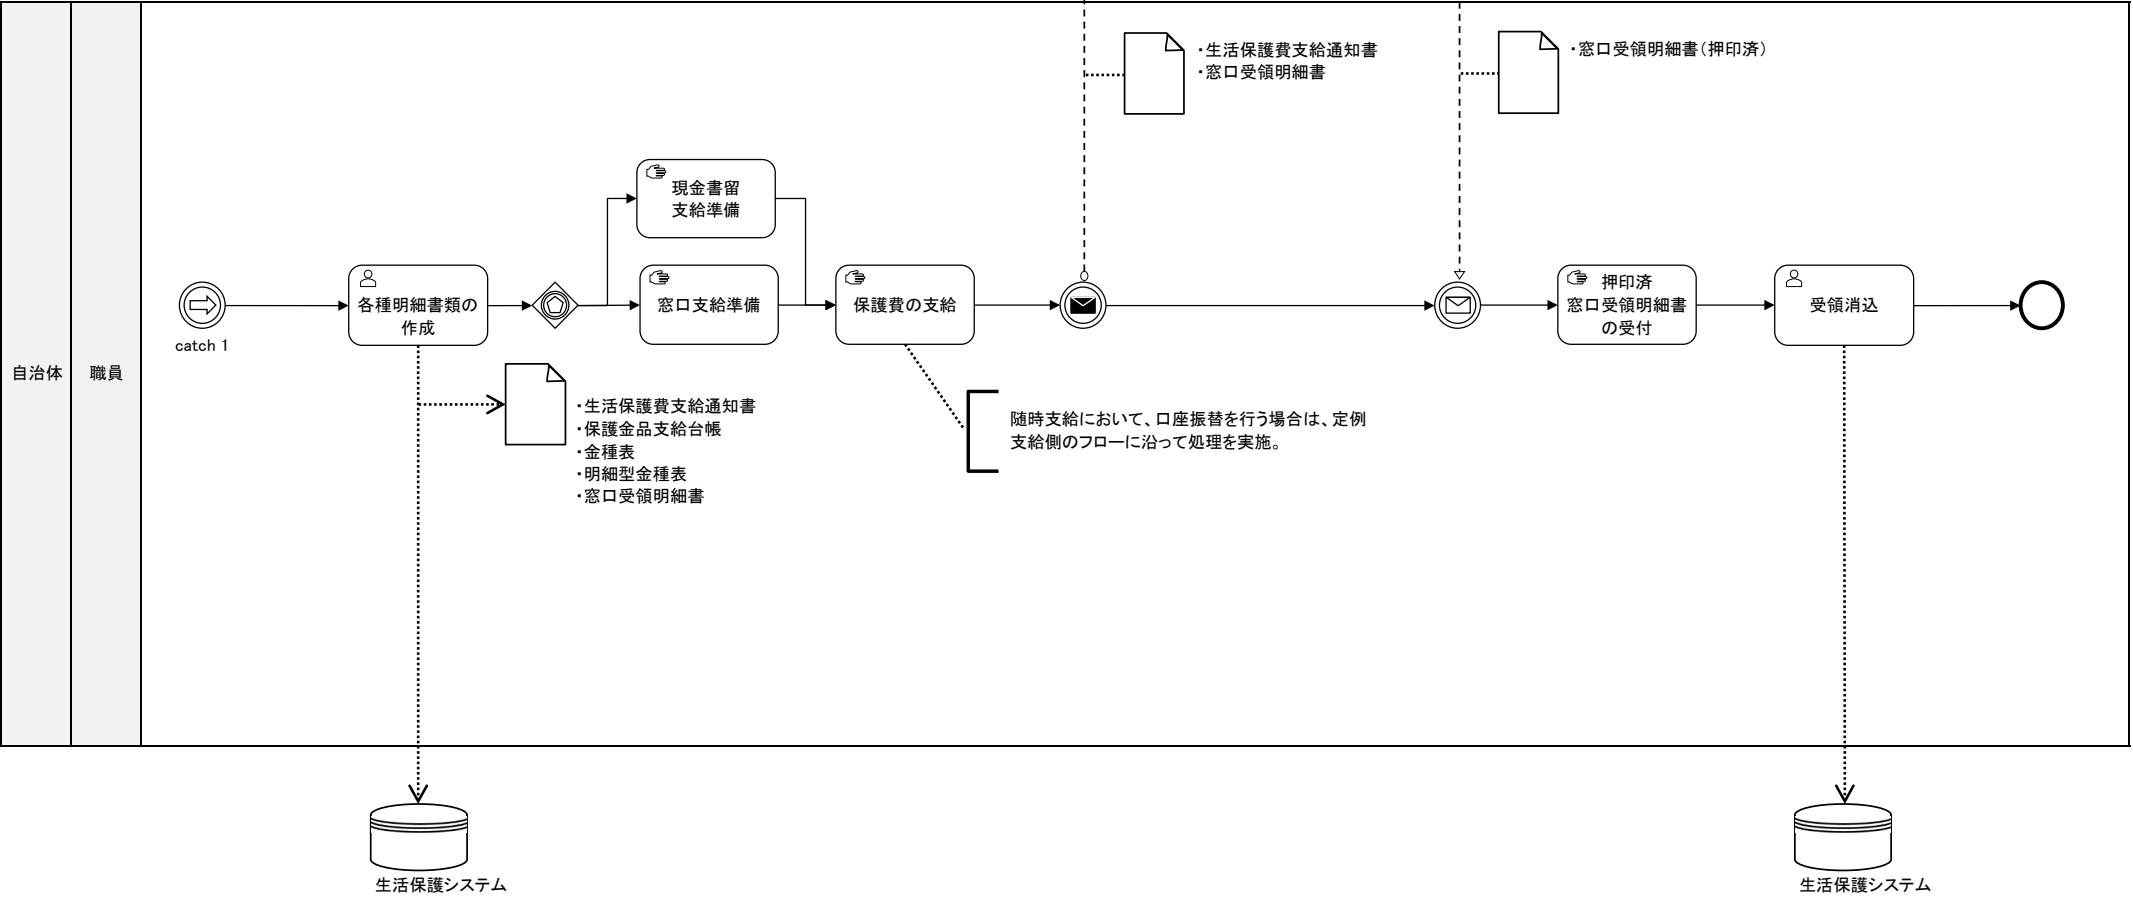 自治体
職員
・生活保護費支給通知書
・窓口受領明細書
・窓口受領明細書（押印済）
現金書留
支給準備
catch 1
各種明細書類の
作成
窓口支給準備
保護費の支給
押印済
窓口受領明細書
の受付
受領消込
・生活保護費支給通知書
・保護金品支給台帳
・金種表
・明細型金種表
・窓口受領明細書
随時支給において、口座振替を行う場合は、定例
支給側のフローに沿って処理を実施。
生活保護システム
生活保護システム